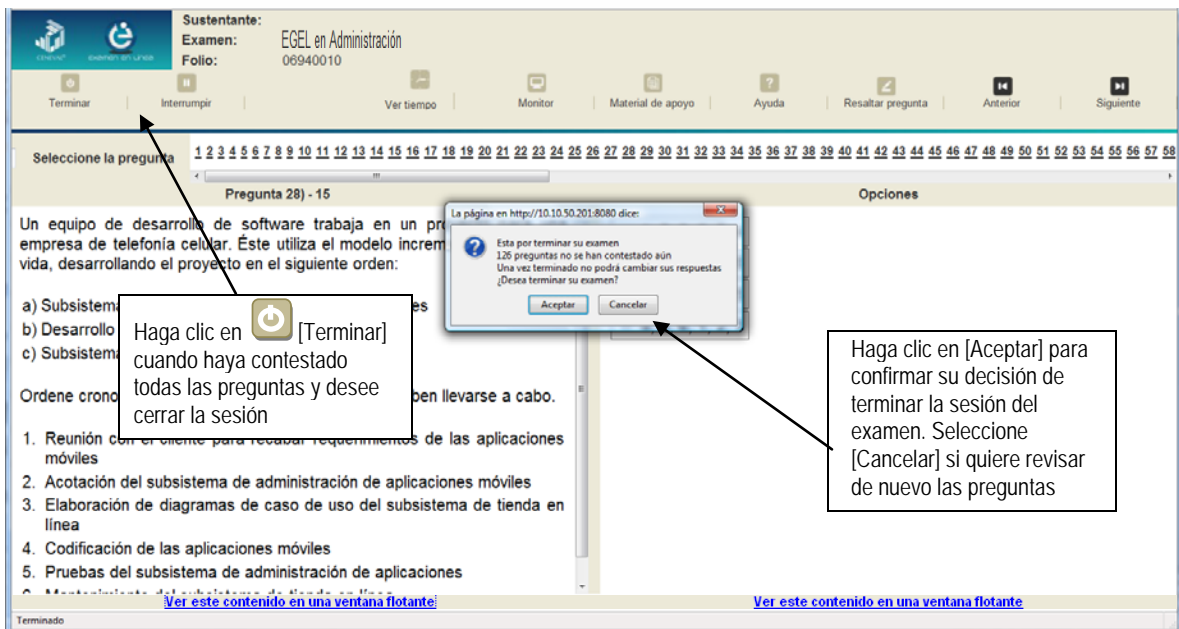 Sustentante:
Examen: EGEL en Administración
Folio: 06940010
examen en línea
Terminar
Interrumpir
Ver tiempo
Monitor
Material de apoyo
Ayuda
Resaltar pregunta
Anterior
Siguiente
Seleccione la pregunta
1 2 3 4 5 6 7 8 9 10 11 12 13 14 15 16 17 18 19 20 21 22 23 24 25 26 27 28 29 30 31 32 33 34 35 36 37 38 39 40 41 42 43 44 45 46 47 48 49 50 51 52 53 54 55 56 57 58
Pregunta 28) - 15
Opciones
Un equipo de desarrollo de software trabaja en un
empresa de telefonía celular. Éste utiliza el modelo
vida, desarrollando el proyecto en el siguiente orden:
a)
b) Desarrollo
c)
Ordene ben llevarse a cabo.
1. Reunión con el cliente para recabar requerimientos de las aplicaciones
móviles
2. Acotación del subsistema de administración de aplicaciones móviles
3. Elaboración de diagramas de caso de uso del subsistema de tienda en
línea
4. Codificación de las aplicaciones móviles
5. Pruebas del subsistema de administración de aplicaciones
La página en http://10.10.50.201:8080 dice:
Esta por terminar su examen
126 preguntas no se han contestado aún
Una vez terminado no podrá cambiar sus respuestas
¿Desea terminar su examen?
Aceptar
Cancelar
Haga clic en [Terminar]
cuando haya contestado
todas las preguntas y desee
cerrar la sesión
Haga clic en [Aceptar] para
confirmar su decisión de
terminar la sesión del
examen. Seleccione
[Cancelar] si quiere revisar
de nuevo las preguntas
Ver este contenido en una ventana flotante
Ver este contenido en una ventana flotante
Terminado